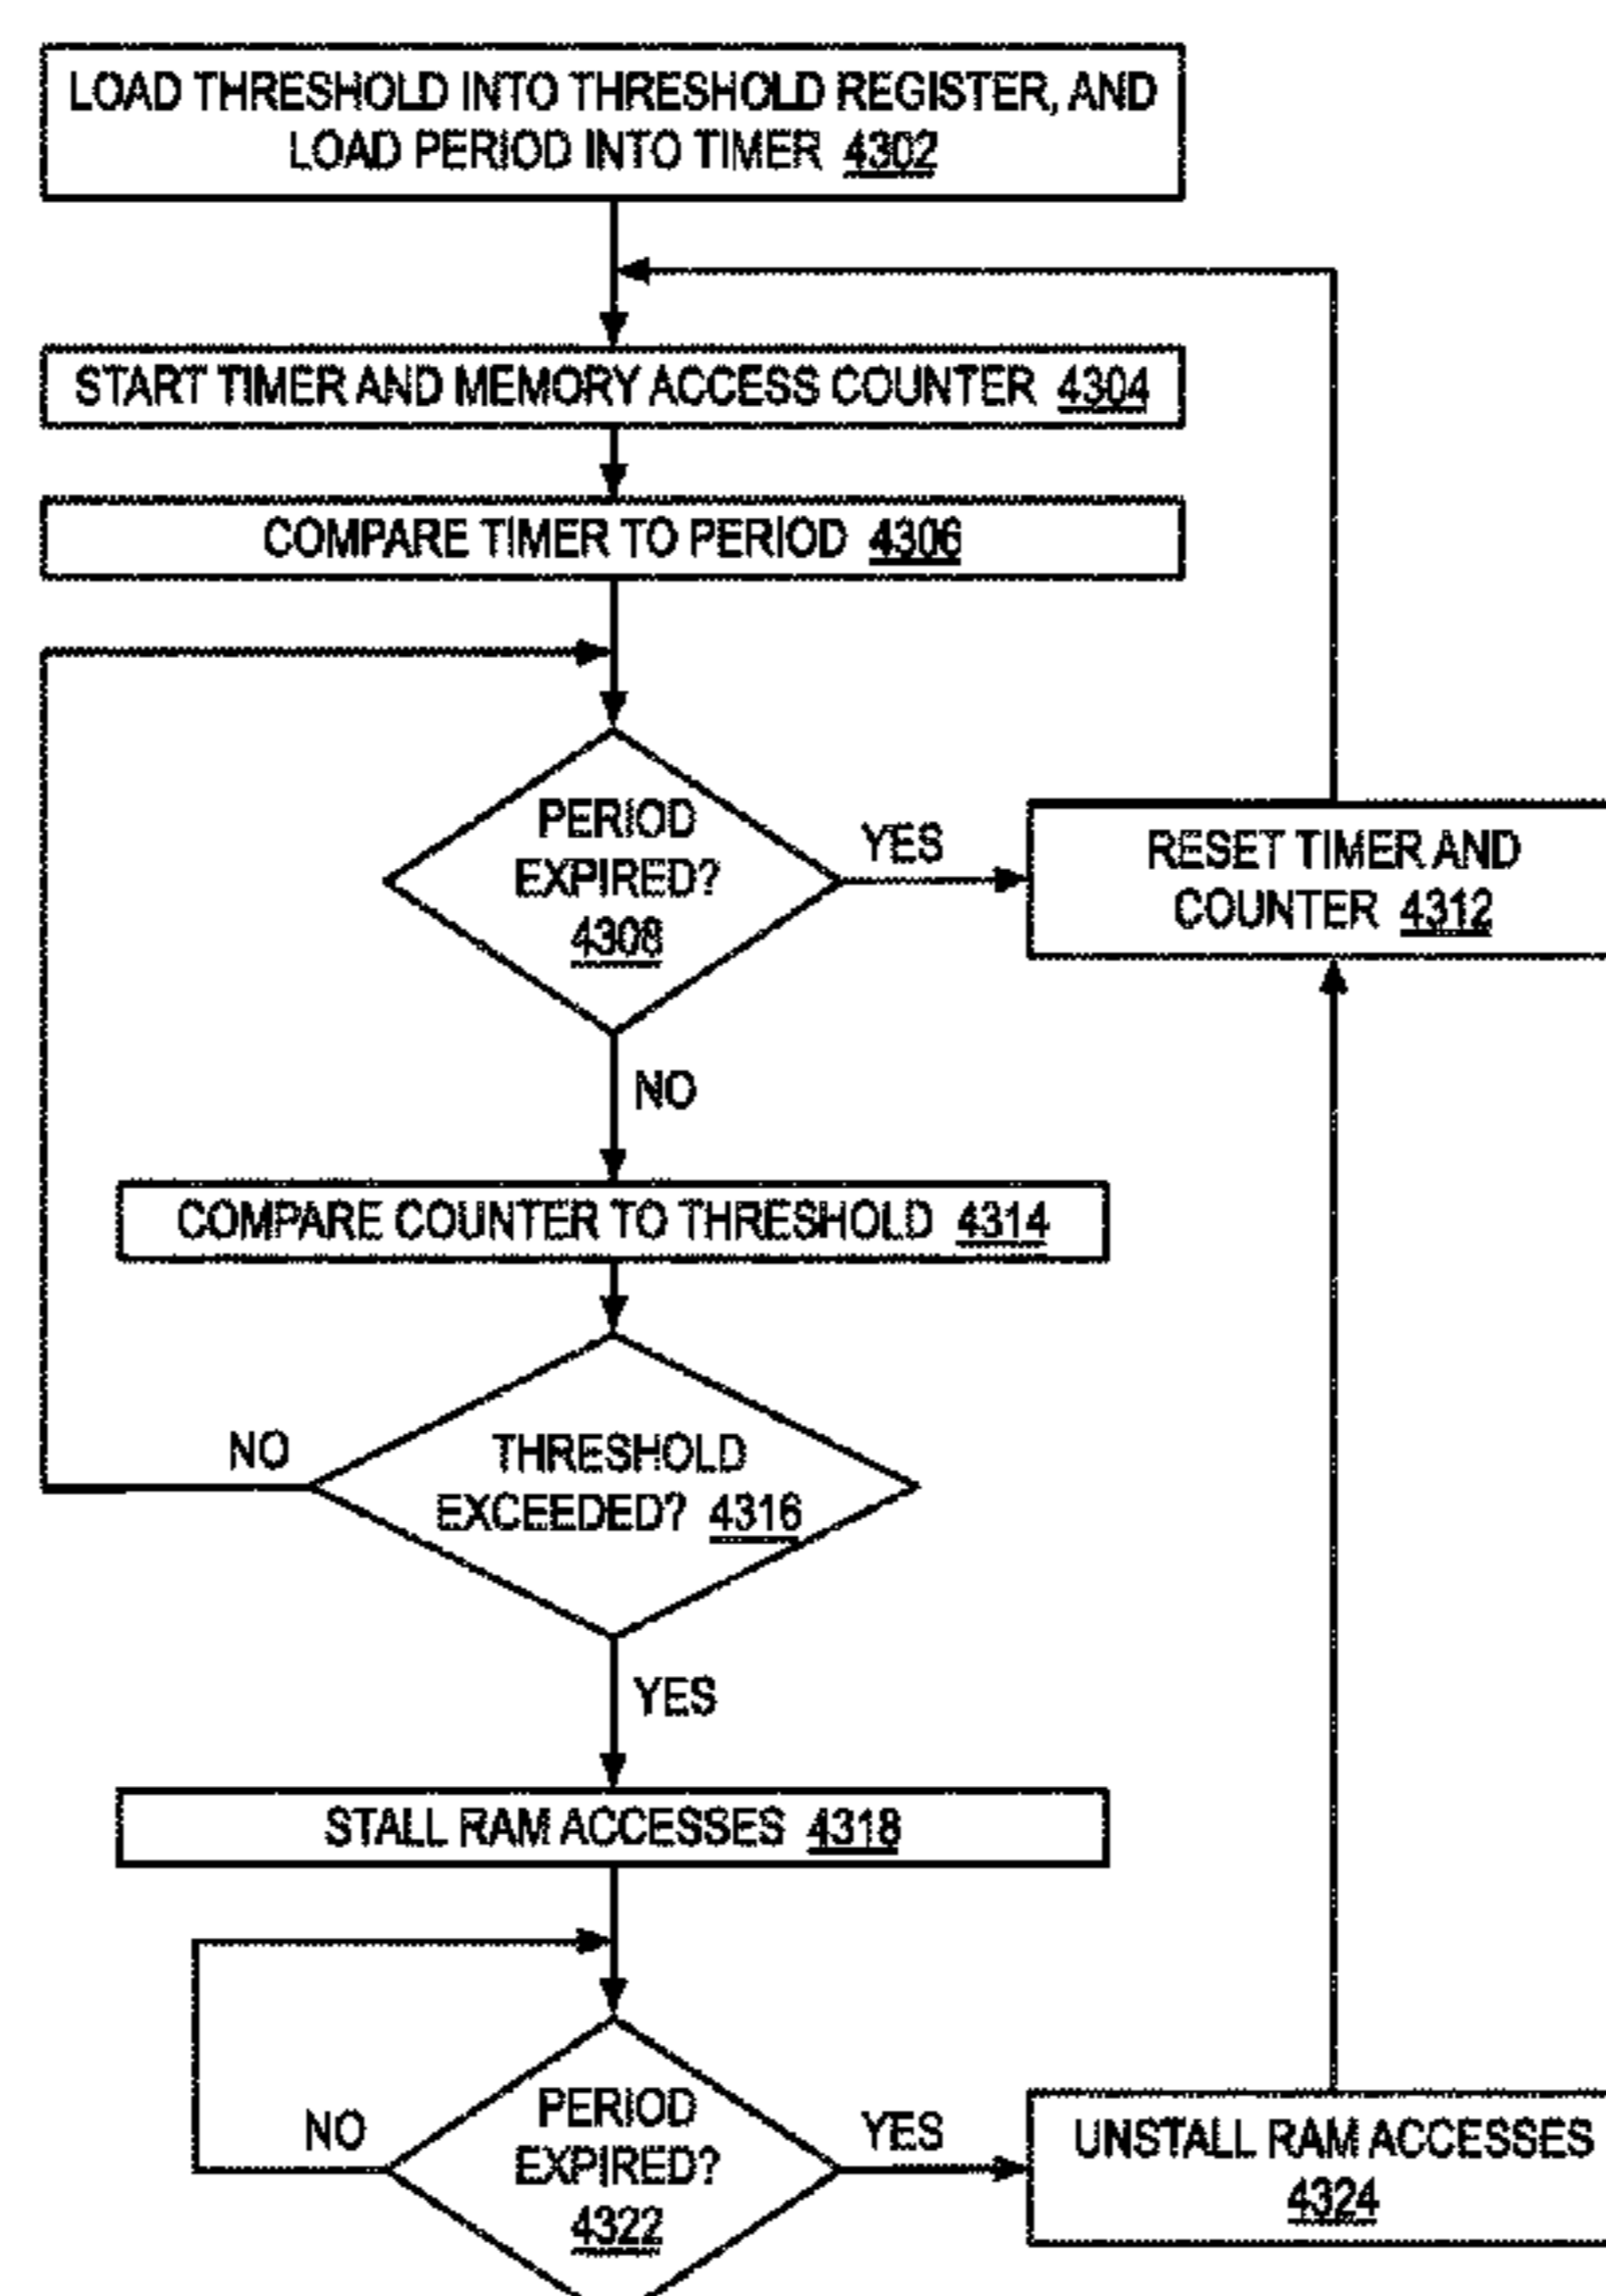 LOAD THRESHOLD INTO THRESHOLD REGISTER, AND
LOAD PERIOD INTO TIMER 4302
START TIMER AND MEMORY ACCESS COUNTER 4304
COMPARE TIMER TO PERIOD 4306
PERIOD
EXPIRED?
4308
YES
RESET TIMER AND
COUNTER 4312
NO
COMPARE COUNTER TO THRESHOLD 4314
THRESHOLD
EXCEEDED? 4316
NO
YES
STALL RAM ACCESSES 4318
PERIOD
EXPIRED?
4322
NO
YES
UNSTALL RAM ACCESSES
4324